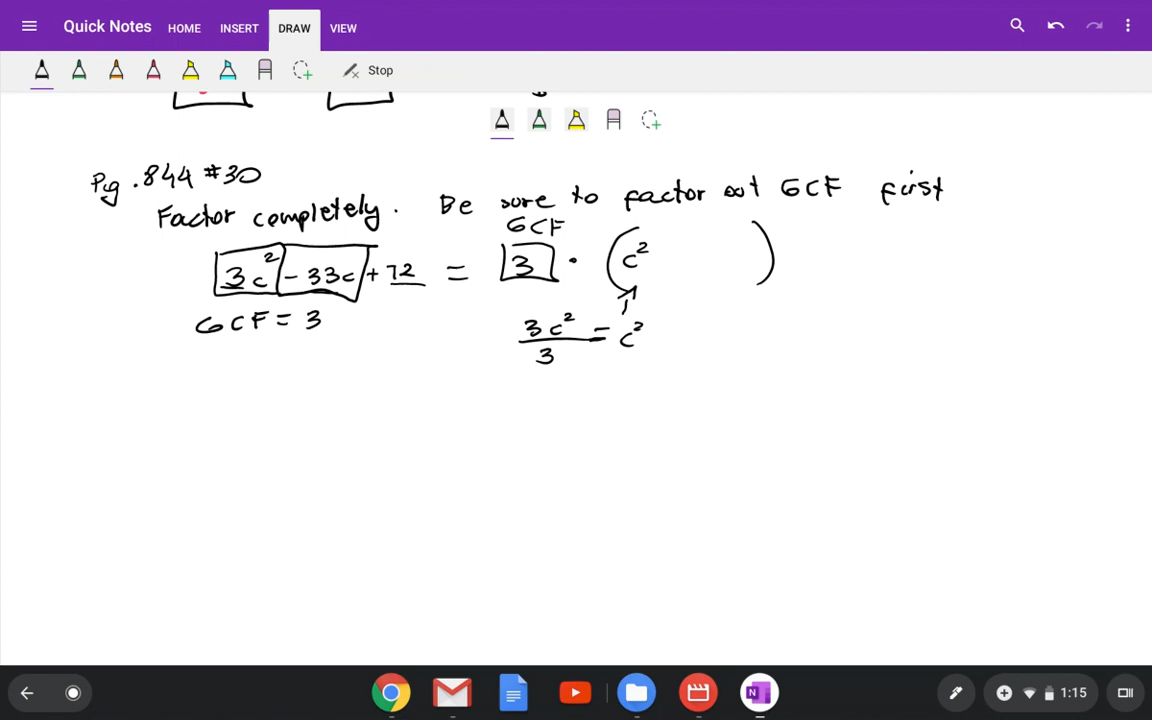 Quick Notes HOME INSERT DRAW VIEW
Stop
Pg. 844 #30
Factor completely. Be sure to factor out GCF first
GCF
3c² - 33c + 72 = 3 · (c² )
GCF = 3
3c²/3 = c²
1:15